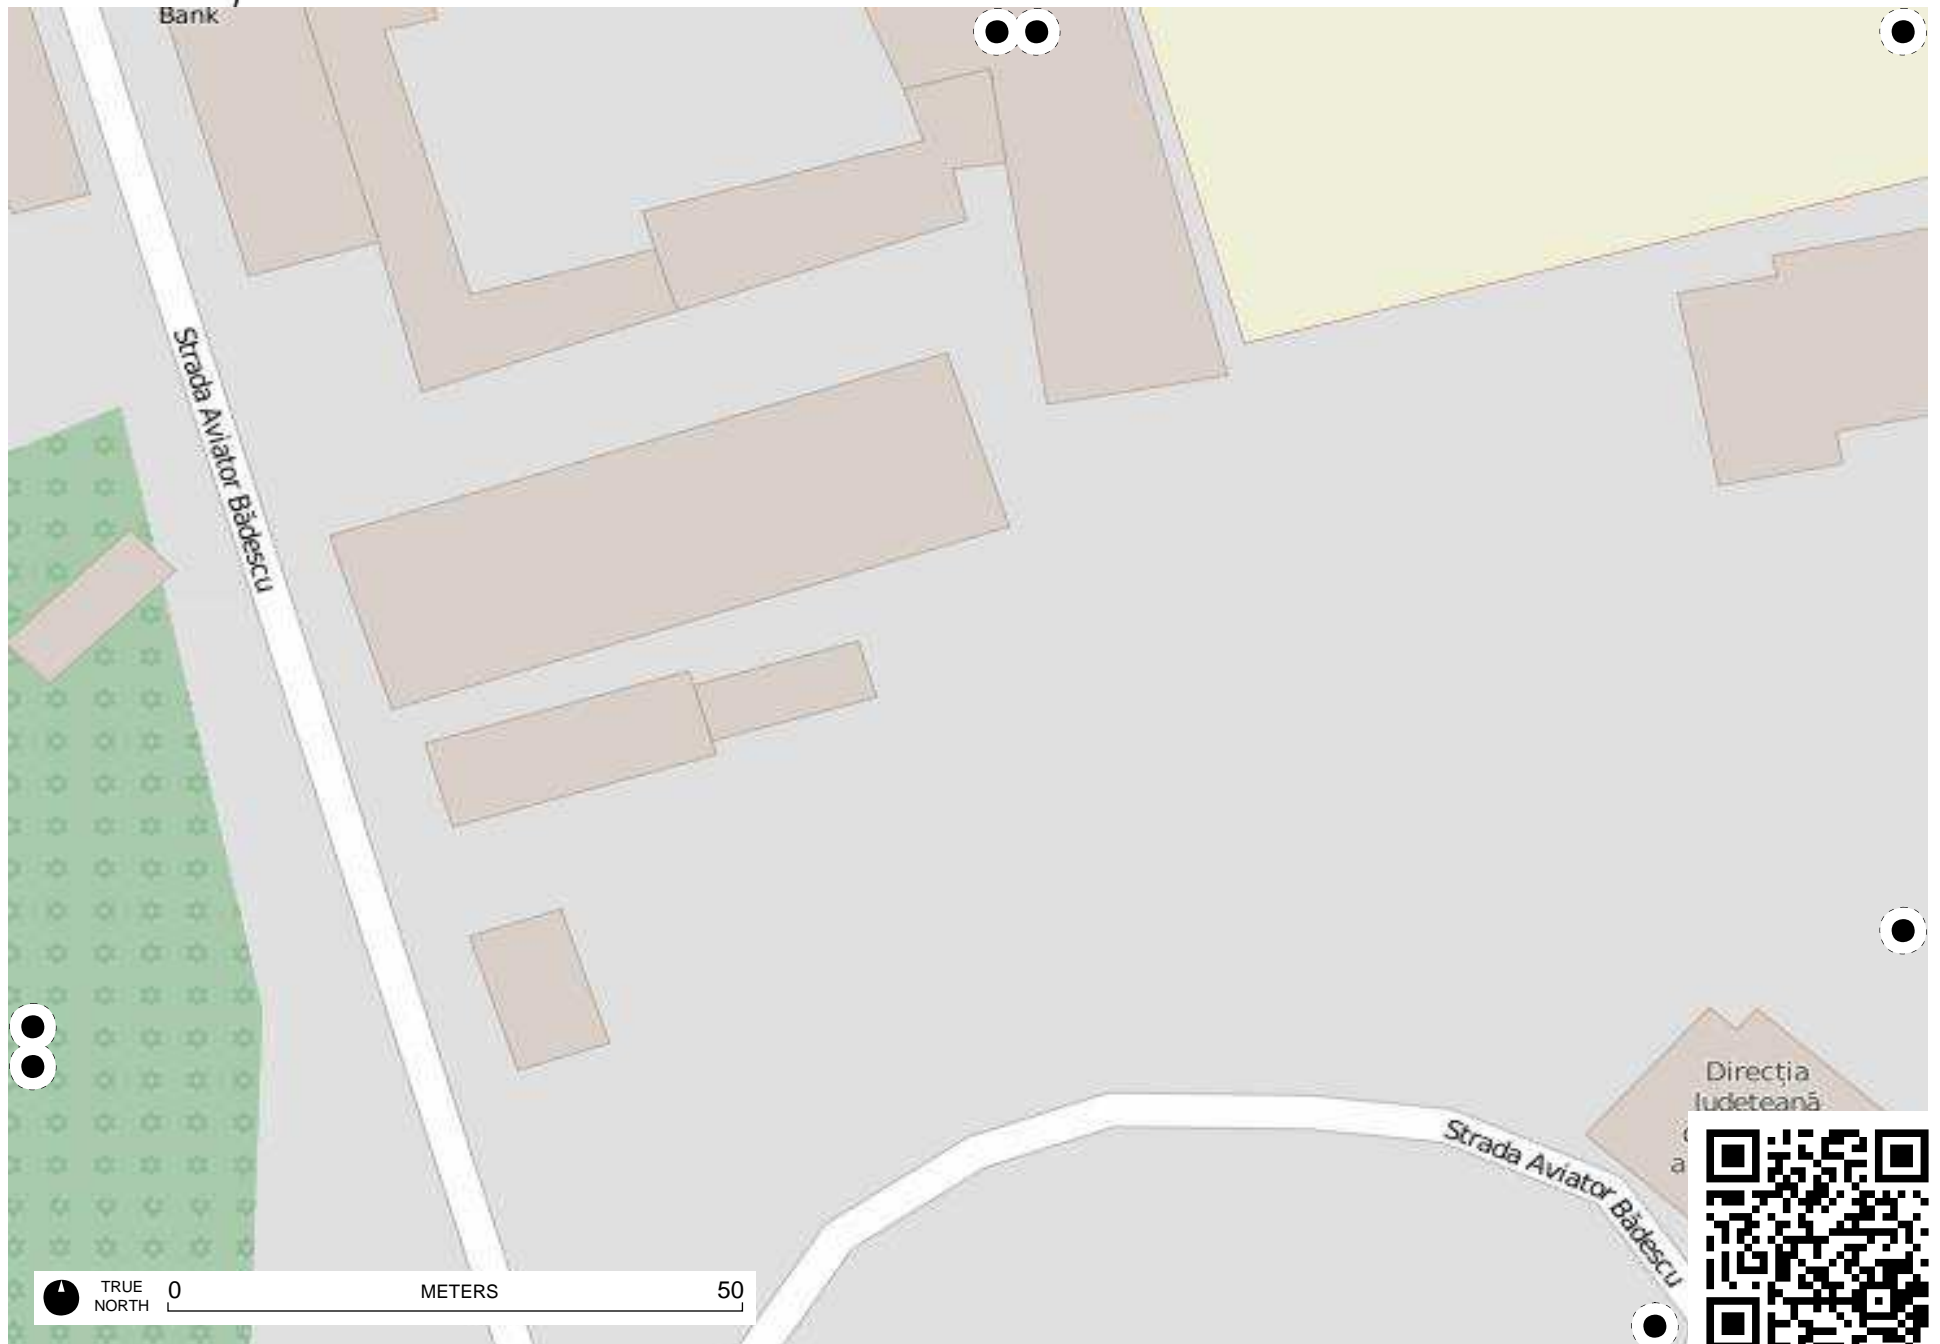 Bank
Strada Aviator Bădescu
Direcția
Județeană
a
Strada Aviator Bădescu
TRUE
NORTH
0
METERS
50